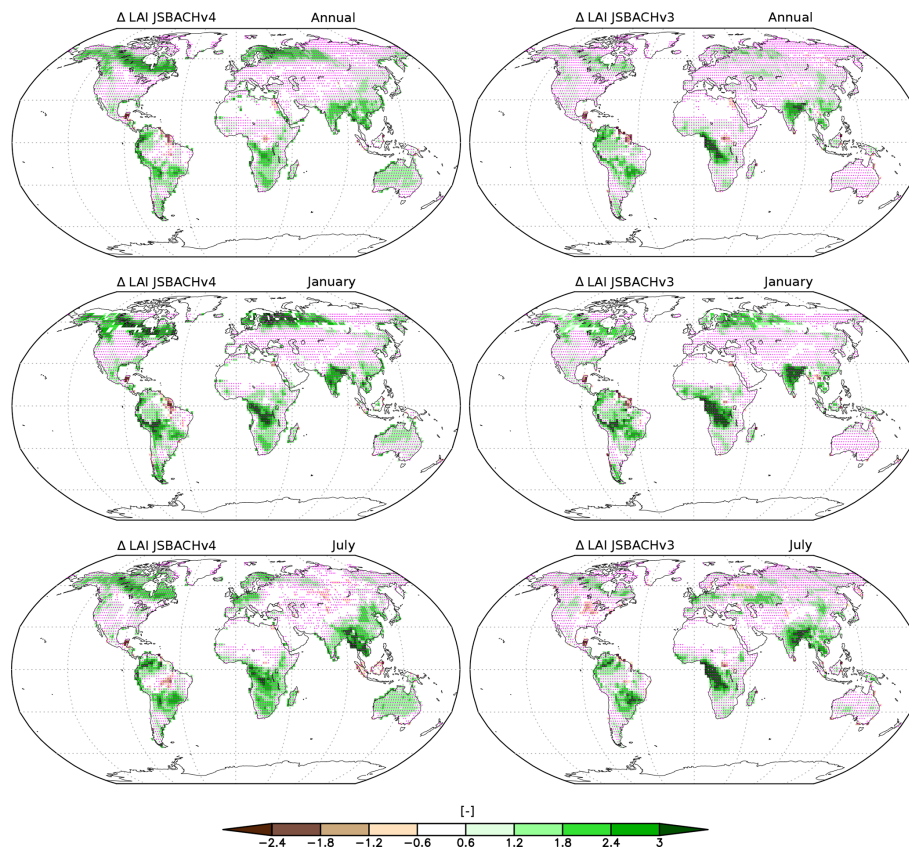 Δ LAI JSBACHv4 Annual
Δ LAI JSBACHv3 Annual
Δ LAI JSBACHv4 January
Δ LAI JSBACHv3 January
Δ LAI JSBACHv4 July
Δ LAI JSBACHv3 July
[-]
−2.4 −1.8 −1.2 −0.6 0.6 1.2 1.8 2.4 3